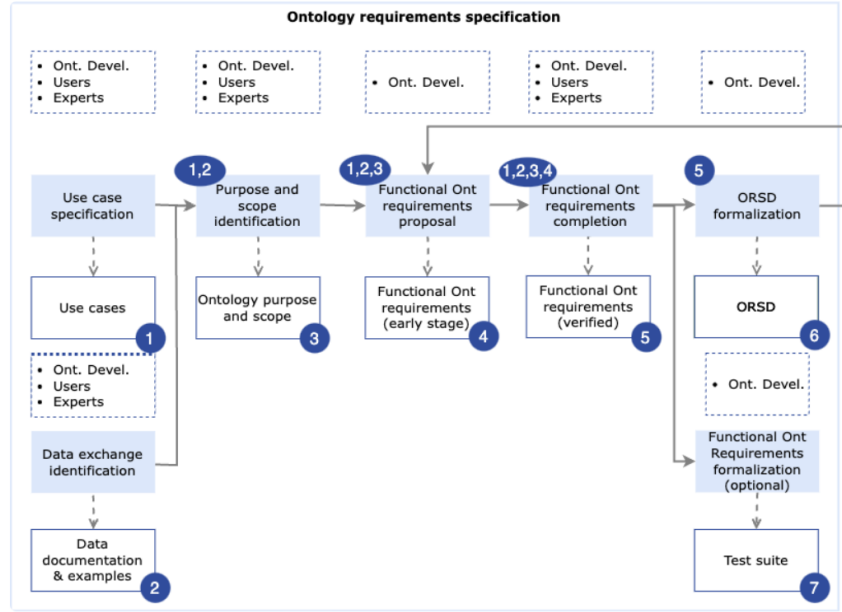 Ontology requirements specification
• Ont. Devel.
• Users
• Experts
• Ont. Devel.
• Users
• Experts
• Ont. Devel.
• Ont. Devel.
• Users
• Experts
• Ont. Devel.
1,2
1,2,3
1,2,3,4
5
Use case
specification
Purpose and
scope
identification
Functional Ont
requirements
proposal
Functional Ont
requirements
completion
ORSD
formalization
Use cases
1
Ontology purpose
and scope
3
Functional Ont
requirements
(early stage)
4
Functional Ont
requirements
(verified)
5
ORSD
6
• Ont. Devel.
• Users
• Experts
• Ont. Devel.
Data exchange
identification
Functional Ont
Requirements
formalization
(optional)
Data
documentation
& examples
2
Test suite
7